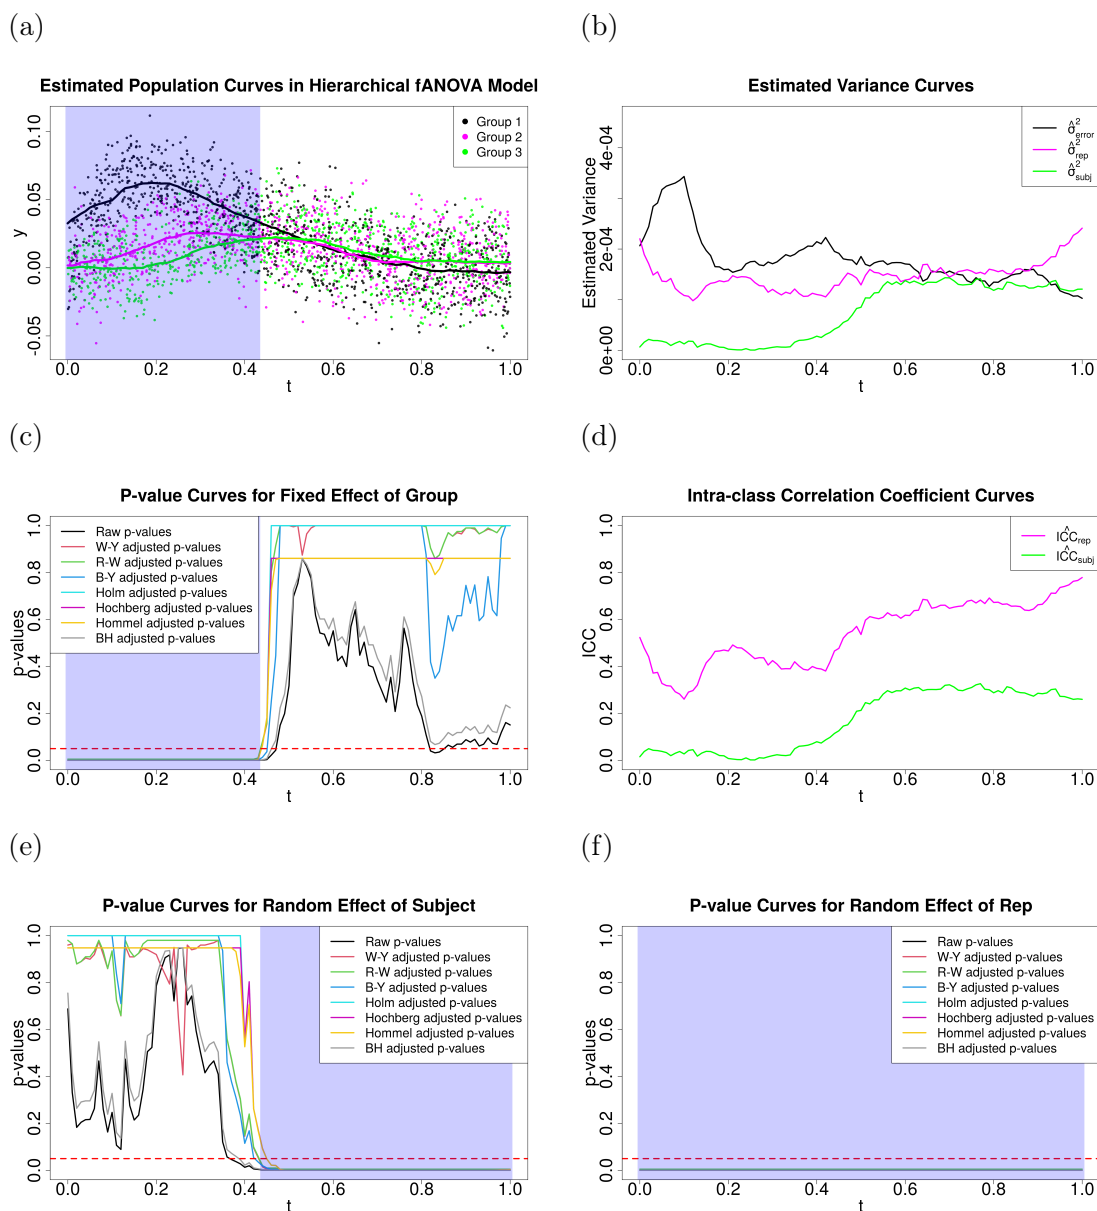 (a)
Estimated Population Curves in Hierarchical fANOVA Model
Group 1
Group 2
Group 3
y
0.10
0.05
0.00
-0.05
0.0 0.2 0.4 0.6 0.8 1.0
t
(b)
Estimated Variance Curves
σ̂²error
σ̂²rep
σ̂²subj
Estimated Variance
4e-04
2e-04
0e+00
0.0 0.2 0.4 0.6 0.8 1.0
t
(c)
P-value Curves for Fixed Effect of Group
Raw p-values
W-Y adjusted p-values
R-W adjusted p-values
B-Y adjusted p-values
Holm adjusted p-values
Hochberg adjusted p-values
Hommel adjusted p-values
BH adjusted p-values
p-values
1.0
0.8
0.6
0.4
0.2
0.0
0.0 0.2 0.4 0.6 0.8 1.0
t
(d)
Intra-class Correlation Coefficient Curves
IĈCrep
IĈCsubj
ICC
1.0
0.8
0.6
0.4
0.2
0.0
0.0 0.2 0.4 0.6 0.8 1.0
t
(e)
P-value Curves for Random Effect of Subject
Raw p-values
W-Y adjusted p-values
R-W adjusted p-values
B-Y adjusted p-values
Holm adjusted p-values
Hochberg adjusted p-values
Hommel adjusted p-values
BH adjusted p-values
p-values
1.0
0.8
0.6
0.4
0.2
0.0
0.0 0.2 0.4 0.6 0.8 1.0
t
(f)
P-value Curves for Random Effect of Rep
Raw p-values
W-Y adjusted p-values
R-W adjusted p-values
B-Y adjusted p-values
Holm adjusted p-values
Hochberg adjusted p-values
Hommel adjusted p-values
BH adjusted p-values
p-values
1.0
0.8
0.6
0.4
0.2
0.0
0.0 0.2 0.4 0.6 0.8 1.0
t